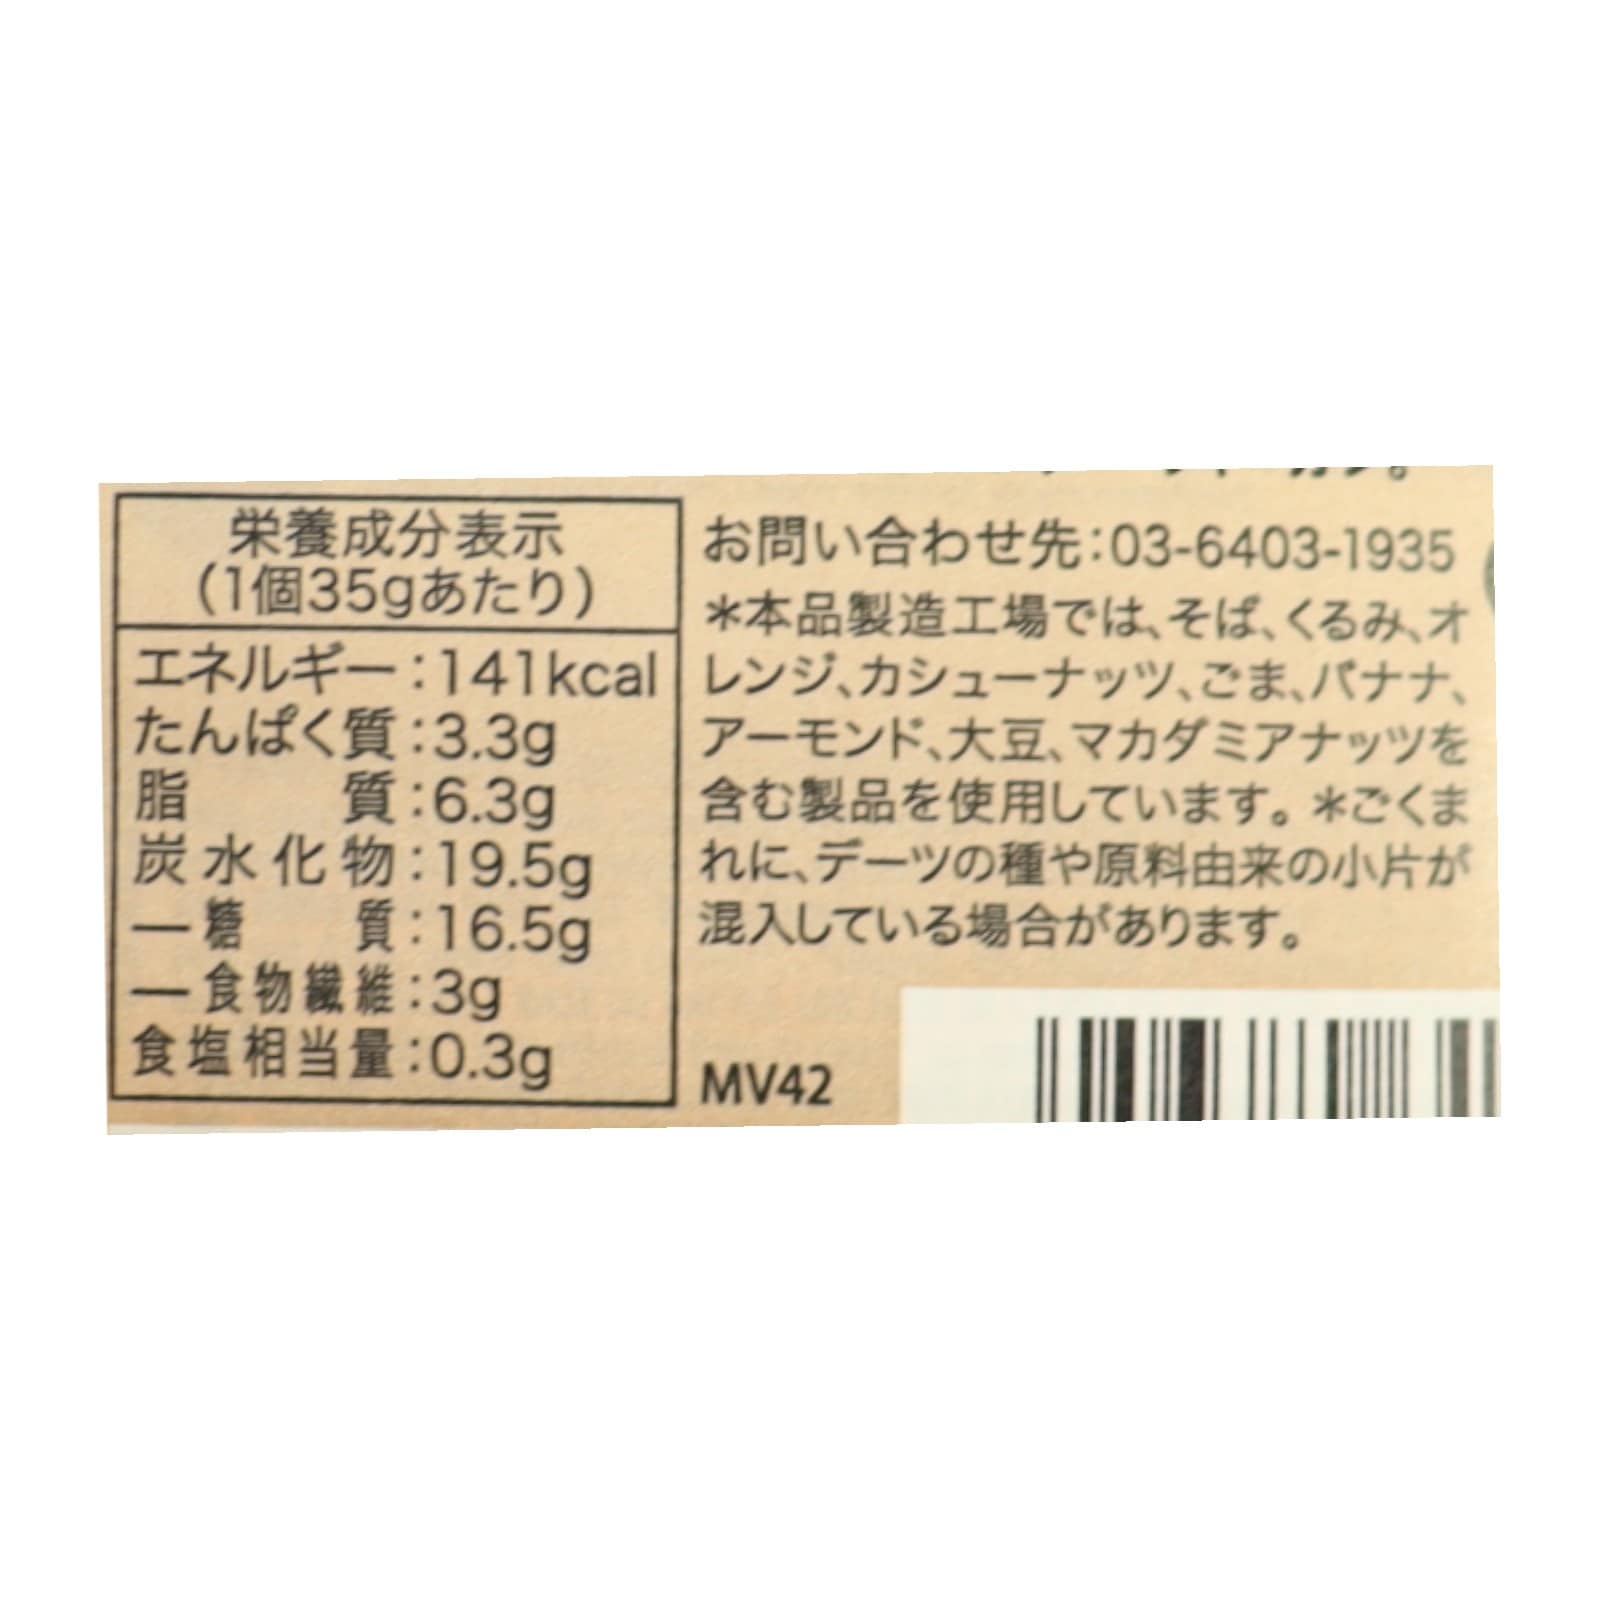 栄養成分表示
(1個35gあたり)
エネルギー:141kcal
たんぱく質:3.3g
脂質:6.3g
炭水化物:19.5g
―糖質:16.5g
―食物繊維:3g
食塩相当量:0.3g
お問い合わせ先:03-6403-1935
＊本品製造工場では、そば、くるみ、オ
レンジ、カシューナッツ、ごま、バナナ、
アーモンド、大豆、マカダミアナッツを
含む製品を使用しています。＊ごくま
れに、デーツの種や原料由来の小片が
混入している場合があります。
MV42